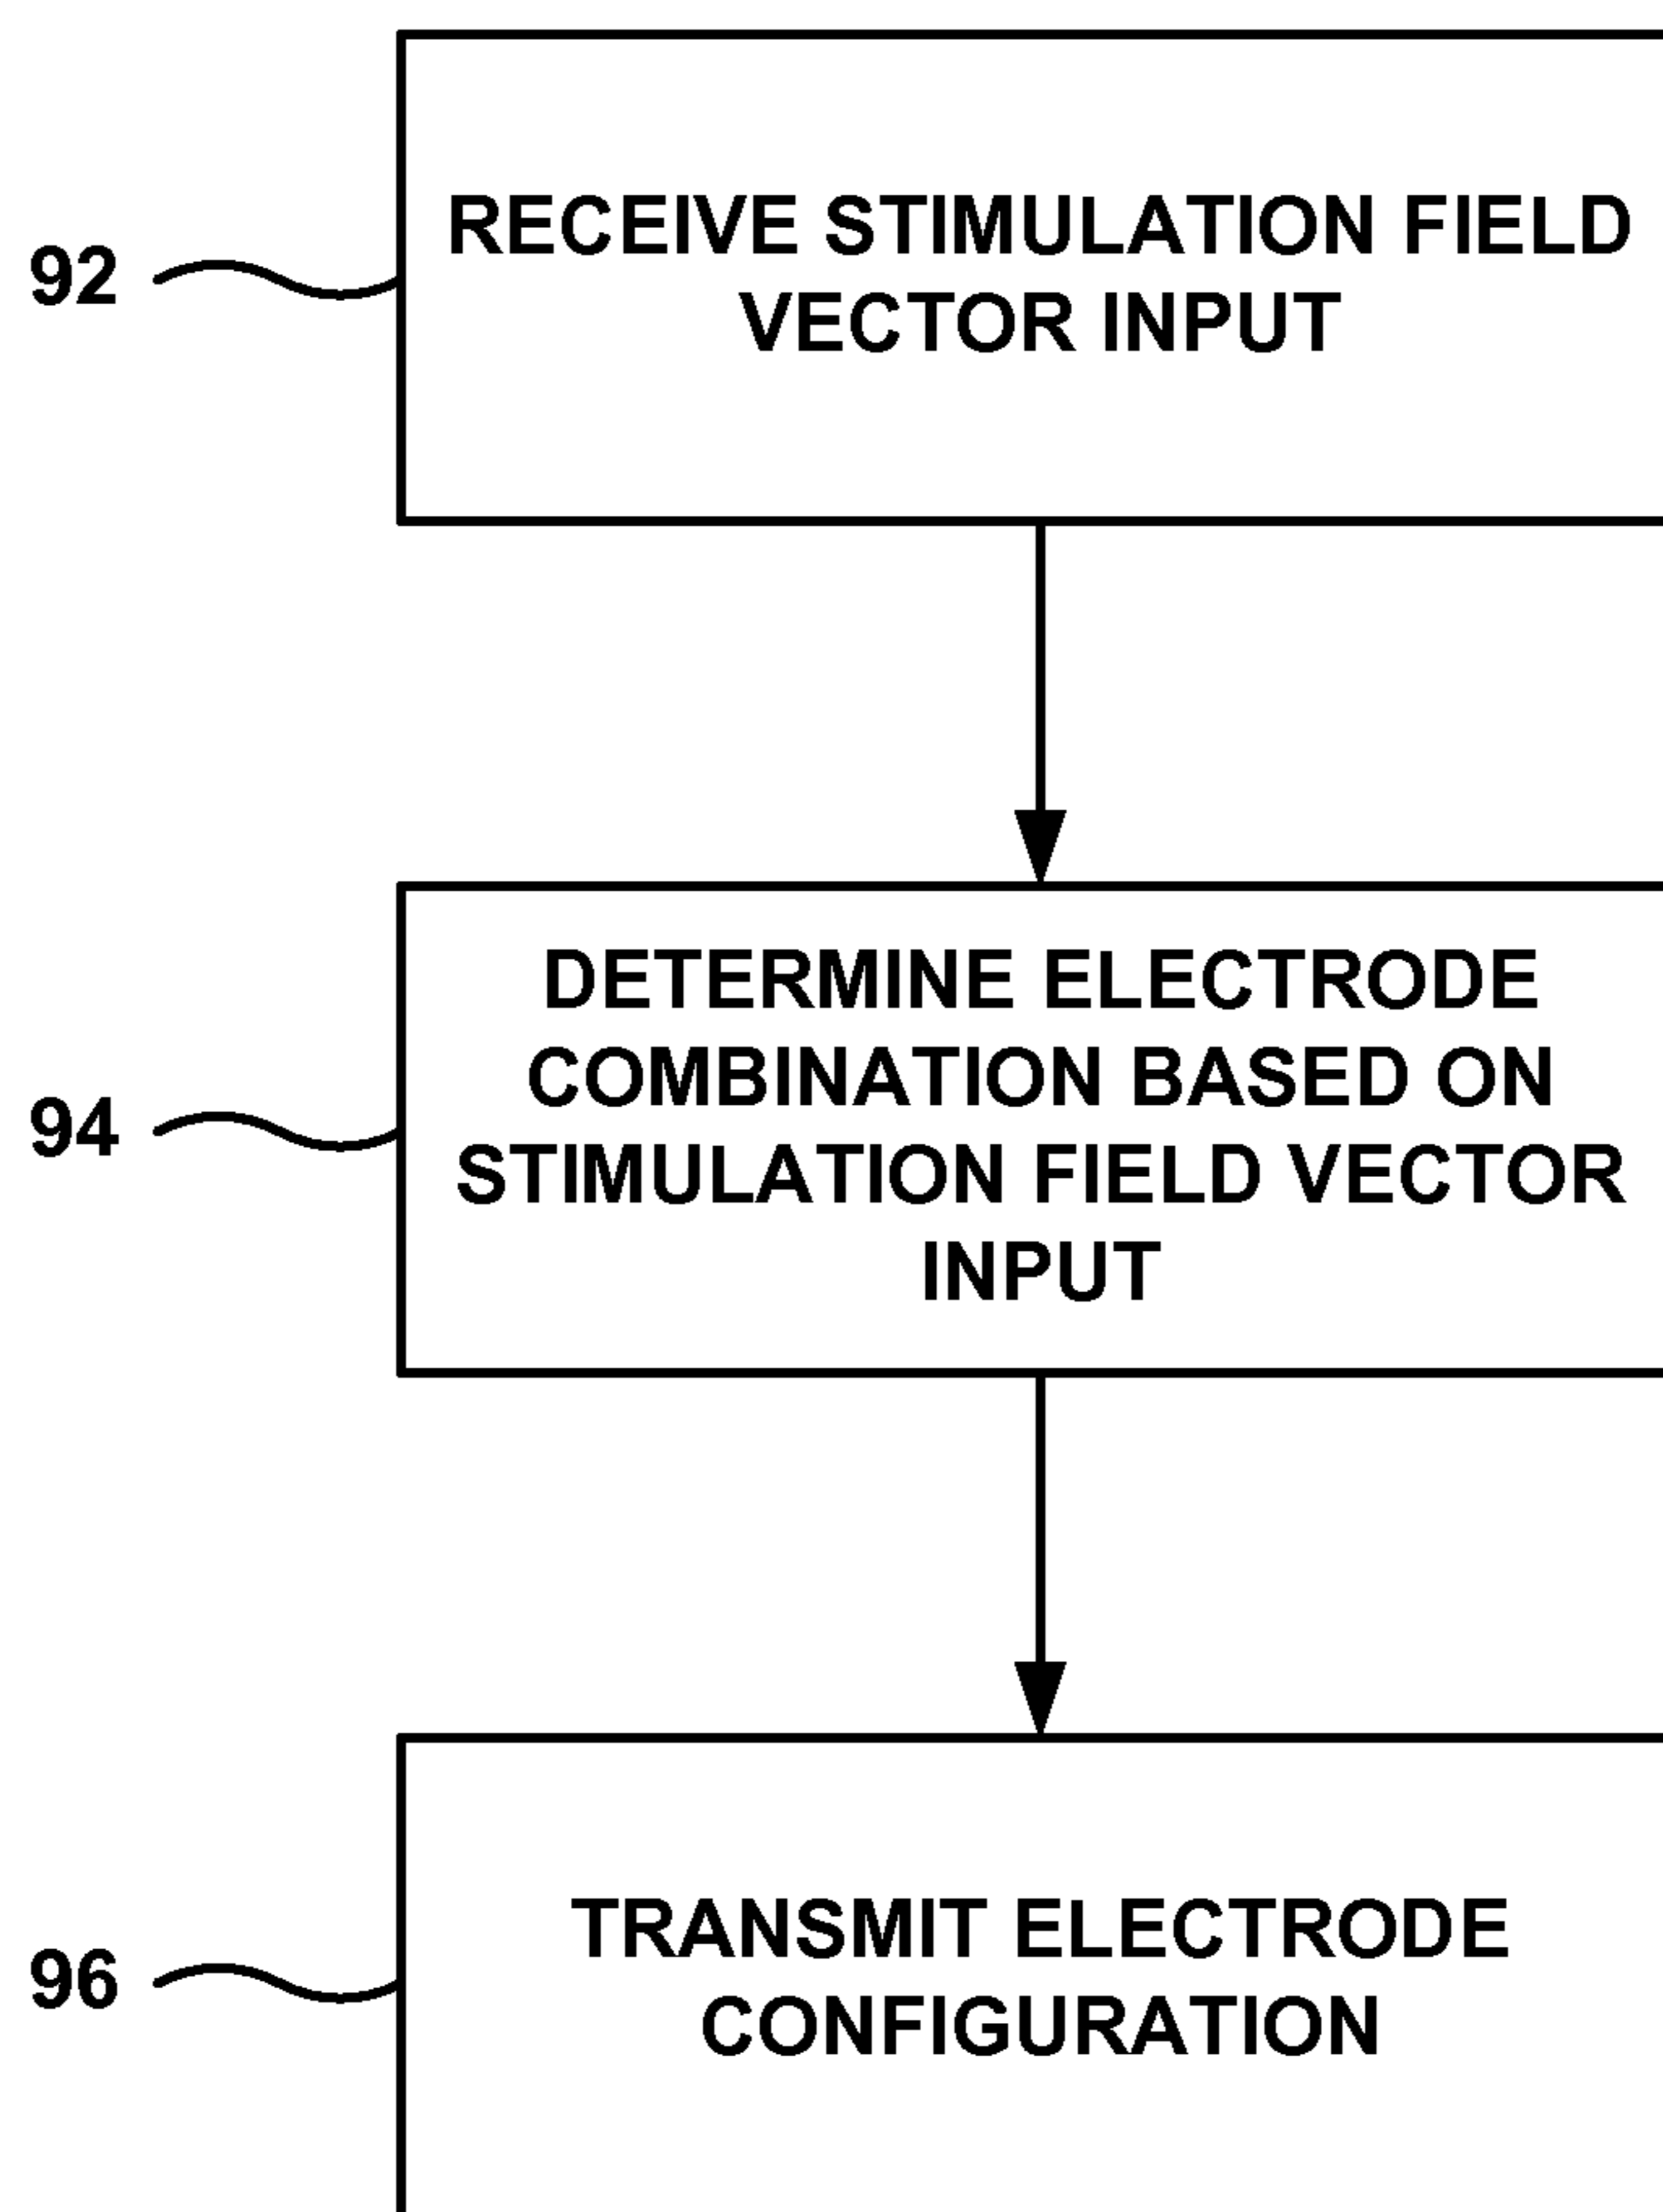 92
RECEIVE STIMULATION FIELD
VECTOR INPUT
94
DETERMINE ELECTRODE
COMBINATION BASED ON
STIMULATION FIELD VECTOR
INPUT
96
TRANSMIT ELECTRODE
CONFIGURATION